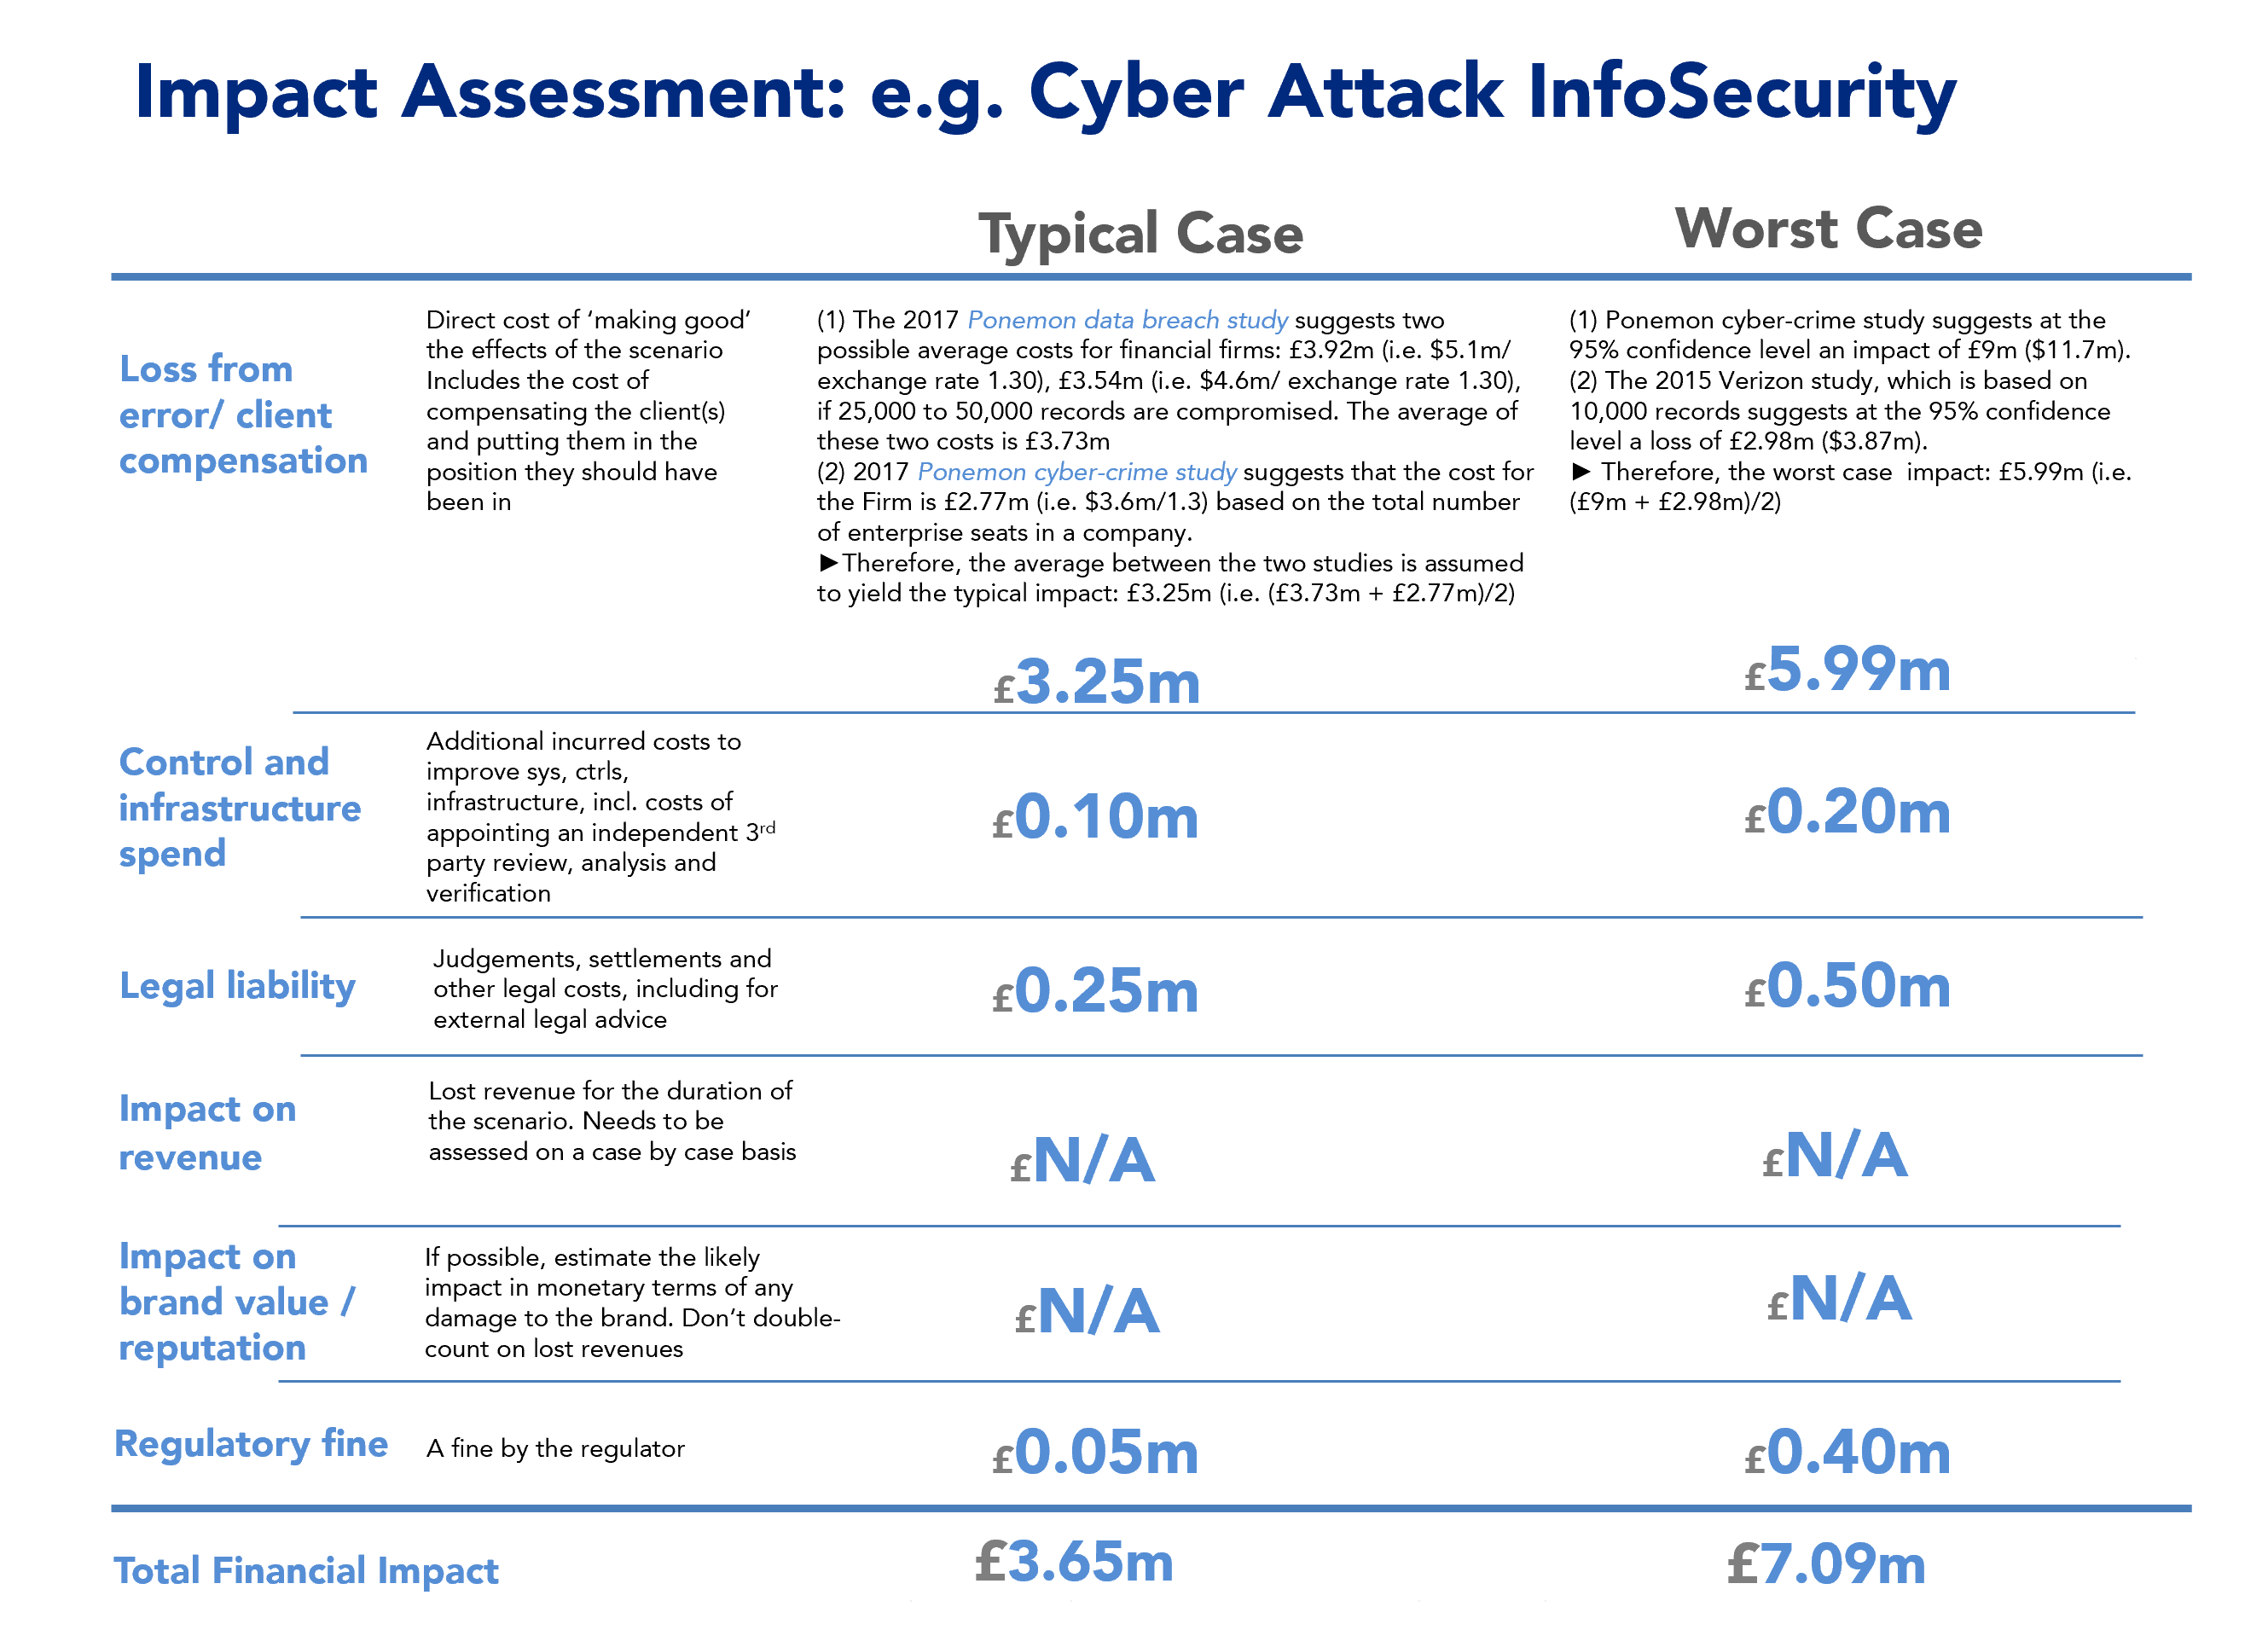 Impact Assessment: e.g. Cyber Attack InfoSecurity
Typical Case
Worst Case
Loss from
error/ client
compensation
Direct cost of ‘making good’
the effects of the scenario
Includes the cost of
compensating the client(s)
and putting them in the
position they should have
been in
(1) The 2017 Ponemon data breach study suggests two
possible average costs for financial firms: £3.92m (i.e. $5.1m/
exchange rate 1.30), £3.54m (i.e. $4.6m/ exchange rate 1.30),
if 25,000 to 50,000 records are compromised. The average of
these two costs is £3.73m
(2) 2017 Ponemon cyber-crime study suggests that the cost for
the Firm is £2.77m (i.e. $3.6m/1.3) based on the total number
of enterprise seats in a company.
►Therefore, the average between the two studies is assumed
to yield the typical impact: £3.25m (i.e. (£3.73m + £2.77m)/2)
£3.25m
(1) Ponemon cyber-crime study suggests at the
95% confidence level an impact of £9m ($11.7m).
(2) The 2015 Verizon study, which is based on
10,000 records suggests at the 95% confidence
level a loss of £2.98m ($3.87m).
► Therefore, the worst case  impact: £5.99m (i.e.
(£9m + £2.98m)/2)
£5.99m
Control and
infrastructure
spend
Additional incurred costs to
improve sys, ctrls,
infrastructure, incl. costs of
appointing an independent 3rd
party review, analysis and
verification
£0.10m
£0.20m
Legal liability
Judgements, settlements and
other legal costs, including for
external legal advice
£0.25m
£0.50m
Impact on
revenue
Lost revenue for the duration of
the scenario. Needs to be
assessed on a case by case basis
£N/A
£N/A
Impact on
brand value /
reputation
If possible, estimate the likely
impact in monetary terms of any
damage to the brand. Don’t double-
count on lost revenues
£N/A
£N/A
Regulatory fine
A fine by the regulator
£0.05m
£0.40m
Total Financial Impact
£3.65m
£7.09m